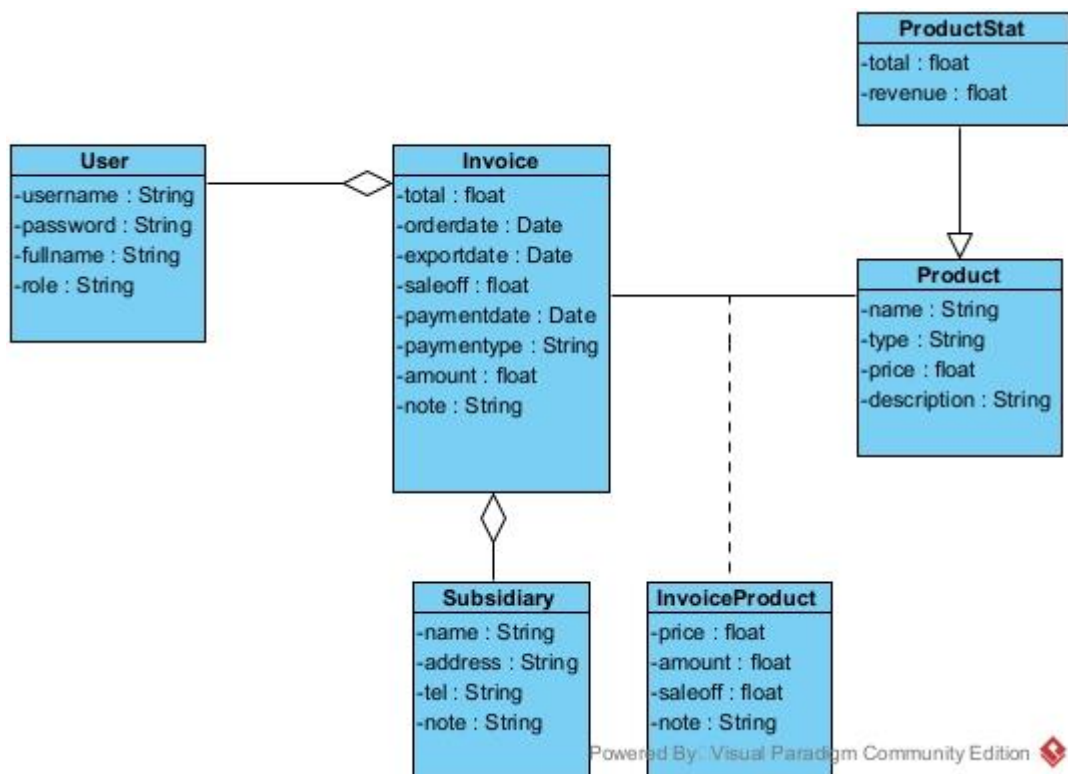 ProductStat
-total : float
-revenue : float
User
-username : String
-password : String
-fullname : String
-role : String
Invoice
-total : float
-orderdate : Date
-exportdate : Date
-saleoff : float
-paymentdate : Date
-paymentype : String
-amount : float
-note : String
Product
-name : String
-type : String
-price : float
-description : String
Subsidiary
-name : String
-address : String
-tel : String
-note : String
InvoiceProduct
-price : float
-amount : float
-saleoff : float
-note : String
Powered By: Visual Paradigm Community Edition